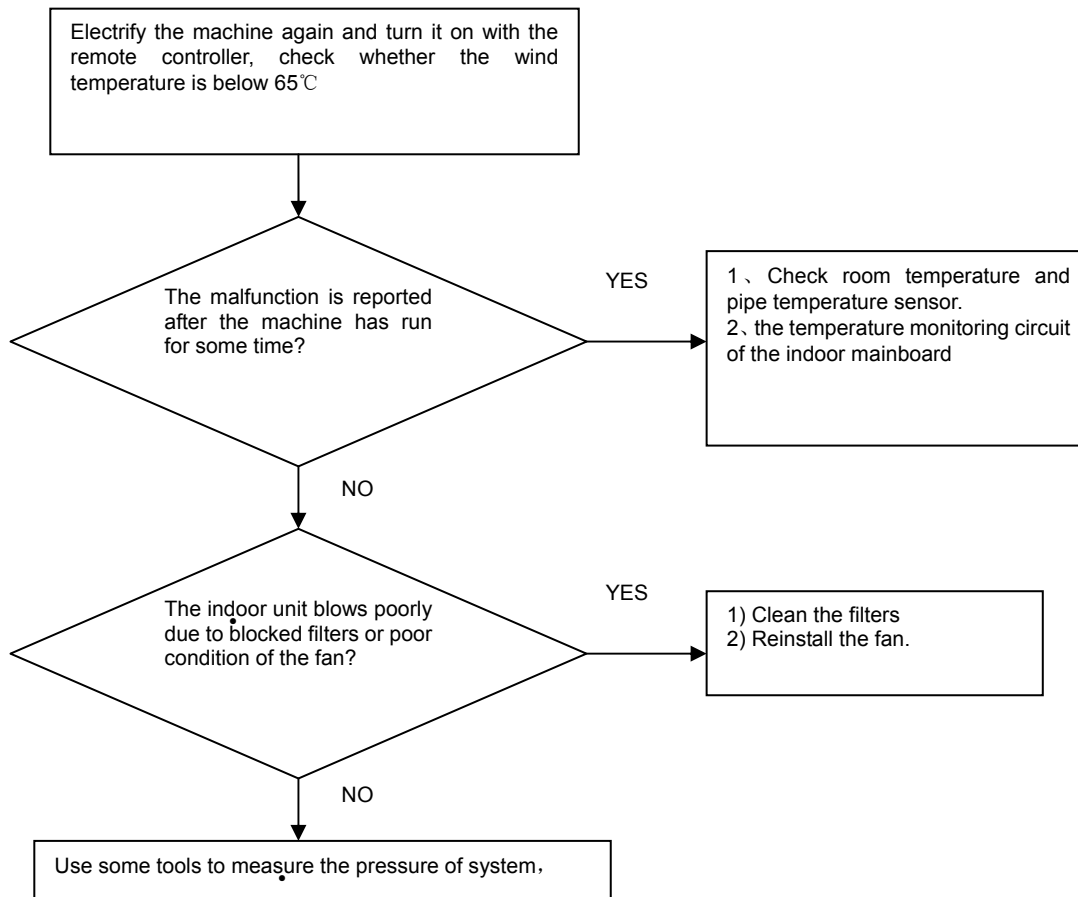 Electrify the machine again and turn it on with the
remote controller, check whether the wind
temperature is below 65℃
The malfunction is reported
after the machine has run
for some time?
YES
1、Check room temperature and
pipe temperature sensor.
2、the temperature monitoring circuit
of the indoor mainboard
NO
The indoor unit blows poorly
due to blocked filters or poor
condition of the fan?
YES
1) Clean the filters
2) Reinstall the fan.
NO
Use some tools to measure the pressure of system，